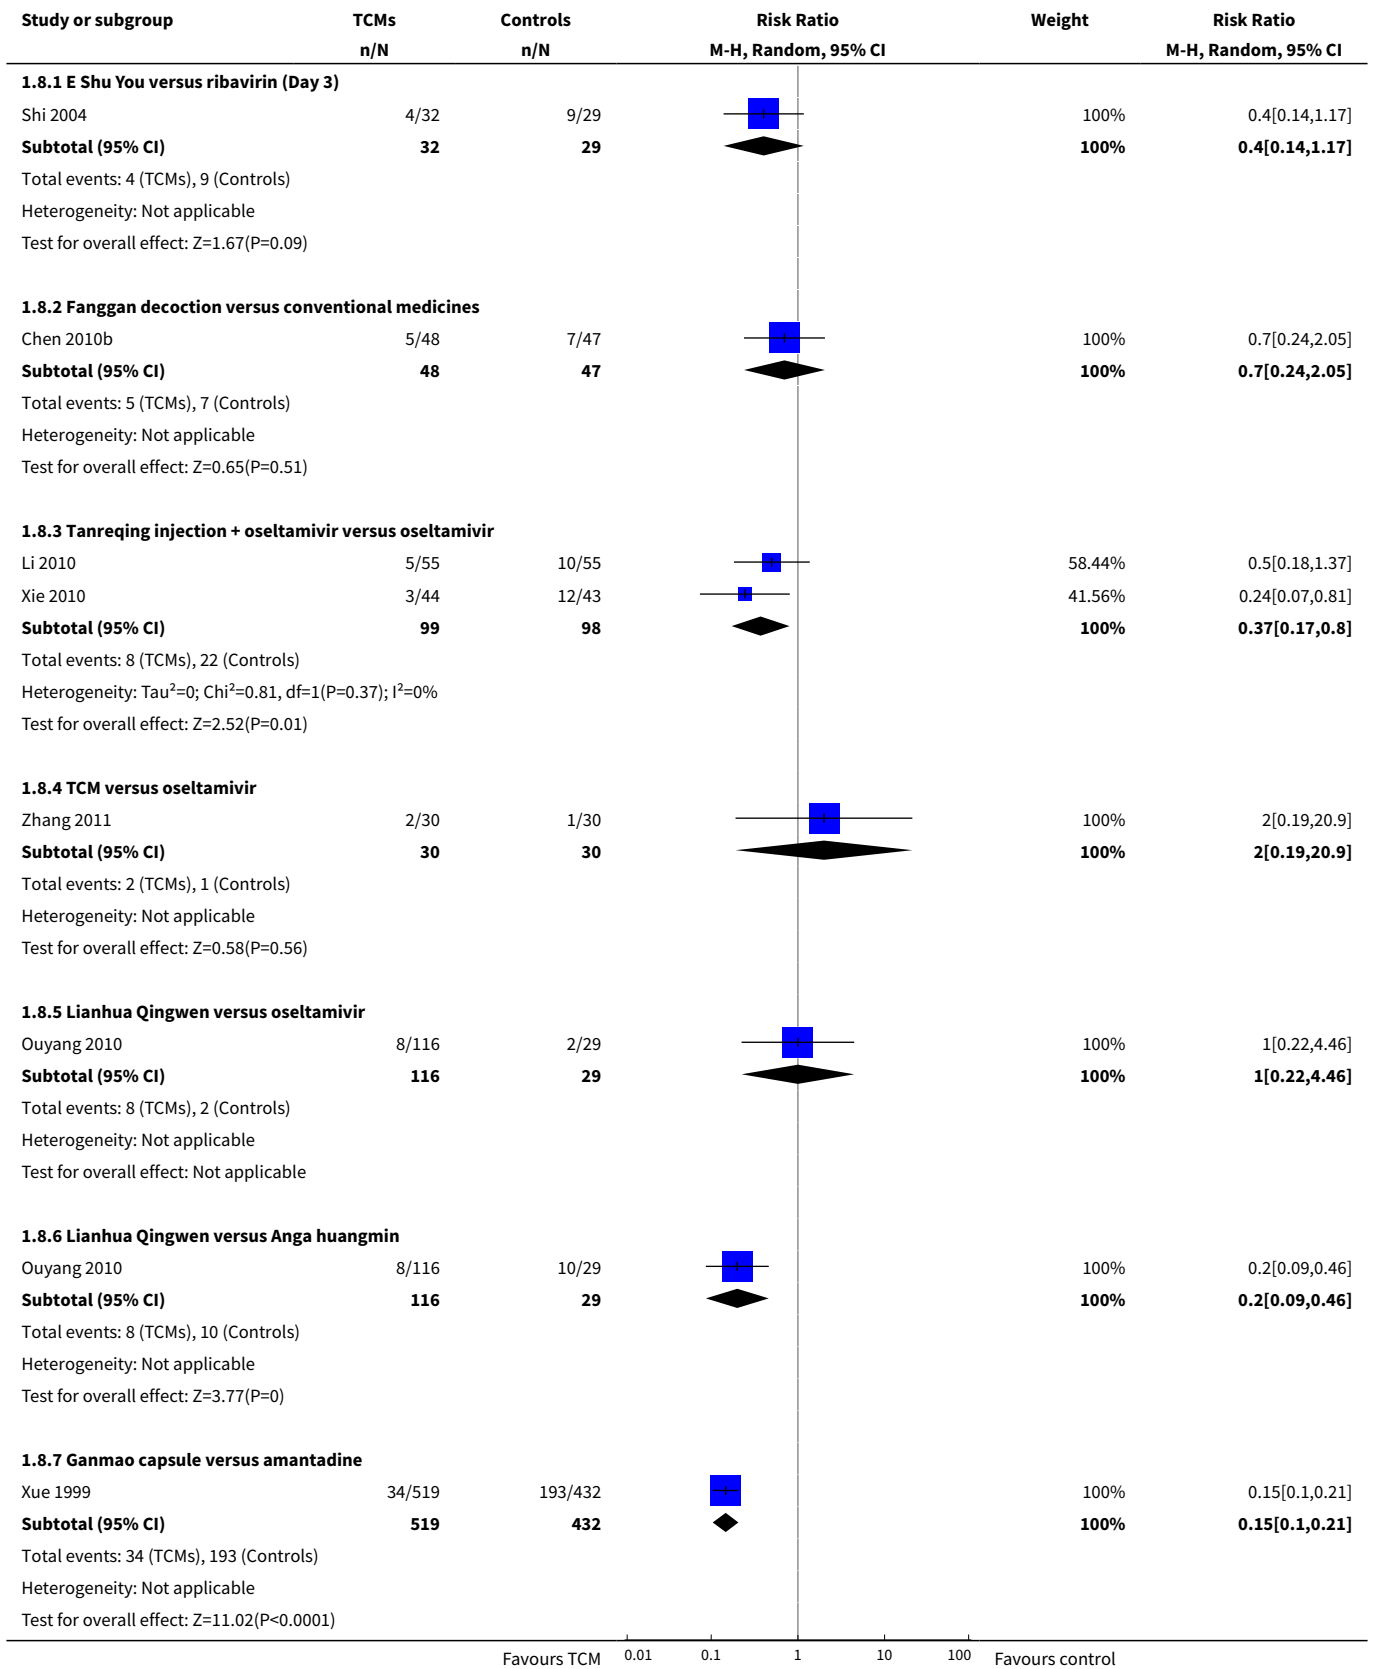 Study or subgroup TCMs Controls Risk Ratio Weight Risk Ratio
n/N n/N M-H, Random, 95% CI M-H, Random, 95% CI
1.8.1 E Shu You versus ribavirin (Day 3)
Shi 2004 4/32 9/29 100% 0.4[0.14,1.17]
Subtotal (95% CI) 32 29 100% 0.4[0.14,1.17]
Total events: 4 (TCMs), 9 (Controls)
Heterogeneity: Not applicable
Test for overall effect: Z=1.67(P=0.09)
1.8.2 Fanggan decoction versus conventional medicines
Chen 2010b 5/48 7/47 100% 0.7[0.24,2.05]
Subtotal (95% CI) 48 47 100% 0.7[0.24,2.05]
Total events: 5 (TCMs), 7 (Controls)
Heterogeneity: Not applicable
Test for overall effect: Z=0.65(P=0.51)
1.8.3 Tanreqing injection + oseltamivir versus oseltamivir
Li 2010 5/55 10/55 58.44% 0.5[0.18,1.37]
Xie 2010 3/44 12/43 41.56% 0.24[0.07,0.81]
Subtotal (95% CI) 99 98 100% 0.37[0.17,0.8]
Total events: 8 (TCMs), 22 (Controls)
Heterogeneity: Tau²=0; Chi²=0.81, df=1(P=0.37); I²=0%
Test for overall effect: Z=2.52(P=0.01)
1.8.4 TCM versus oseltamivir
Zhang 2011 2/30 1/30 100% 2[0.19,20.9]
Subtotal (95% CI) 30 30 100% 2[0.19,20.9]
Total events: 2 (TCMs), 1 (Controls)
Heterogeneity: Not applicable
Test for overall effect: Z=0.58(P=0.56)
1.8.5 Lianhua Qingwen versus oseltamivir
Ouyang 2010 8/116 2/29 100% 1[0.22,4.46]
Subtotal (95% CI) 116 29 100% 1[0.22,4.46]
Total events: 8 (TCMs), 2 (Controls)
Heterogeneity: Not applicable
Test for overall effect: Not applicable
1.8.6 Lianhua Qingwen versus Anga huangmin
Ouyang 2010 8/116 10/29 100% 0.2[0.09,0.46]
Subtotal (95% CI) 116 29 100% 0.2[0.09,0.46]
Total events: 8 (TCMs), 10 (Controls)
Heterogeneity: Not applicable
Test for overall effect: Z=3.77(P=0)
1.8.7 Ganmao capsule versus amantadine
Xue 1999 34/519 193/432 100% 0.15[0.1,0.21]
Subtotal (95% CI) 519 432 100% 0.15[0.1,0.21]
Total events: 34 (TCMs), 193 (Controls)
Heterogeneity: Not applicable
Test for overall effect: Z=11.02(P<0.0001)
Favours TCM 0.01 0.1 1 10 100 Favours control